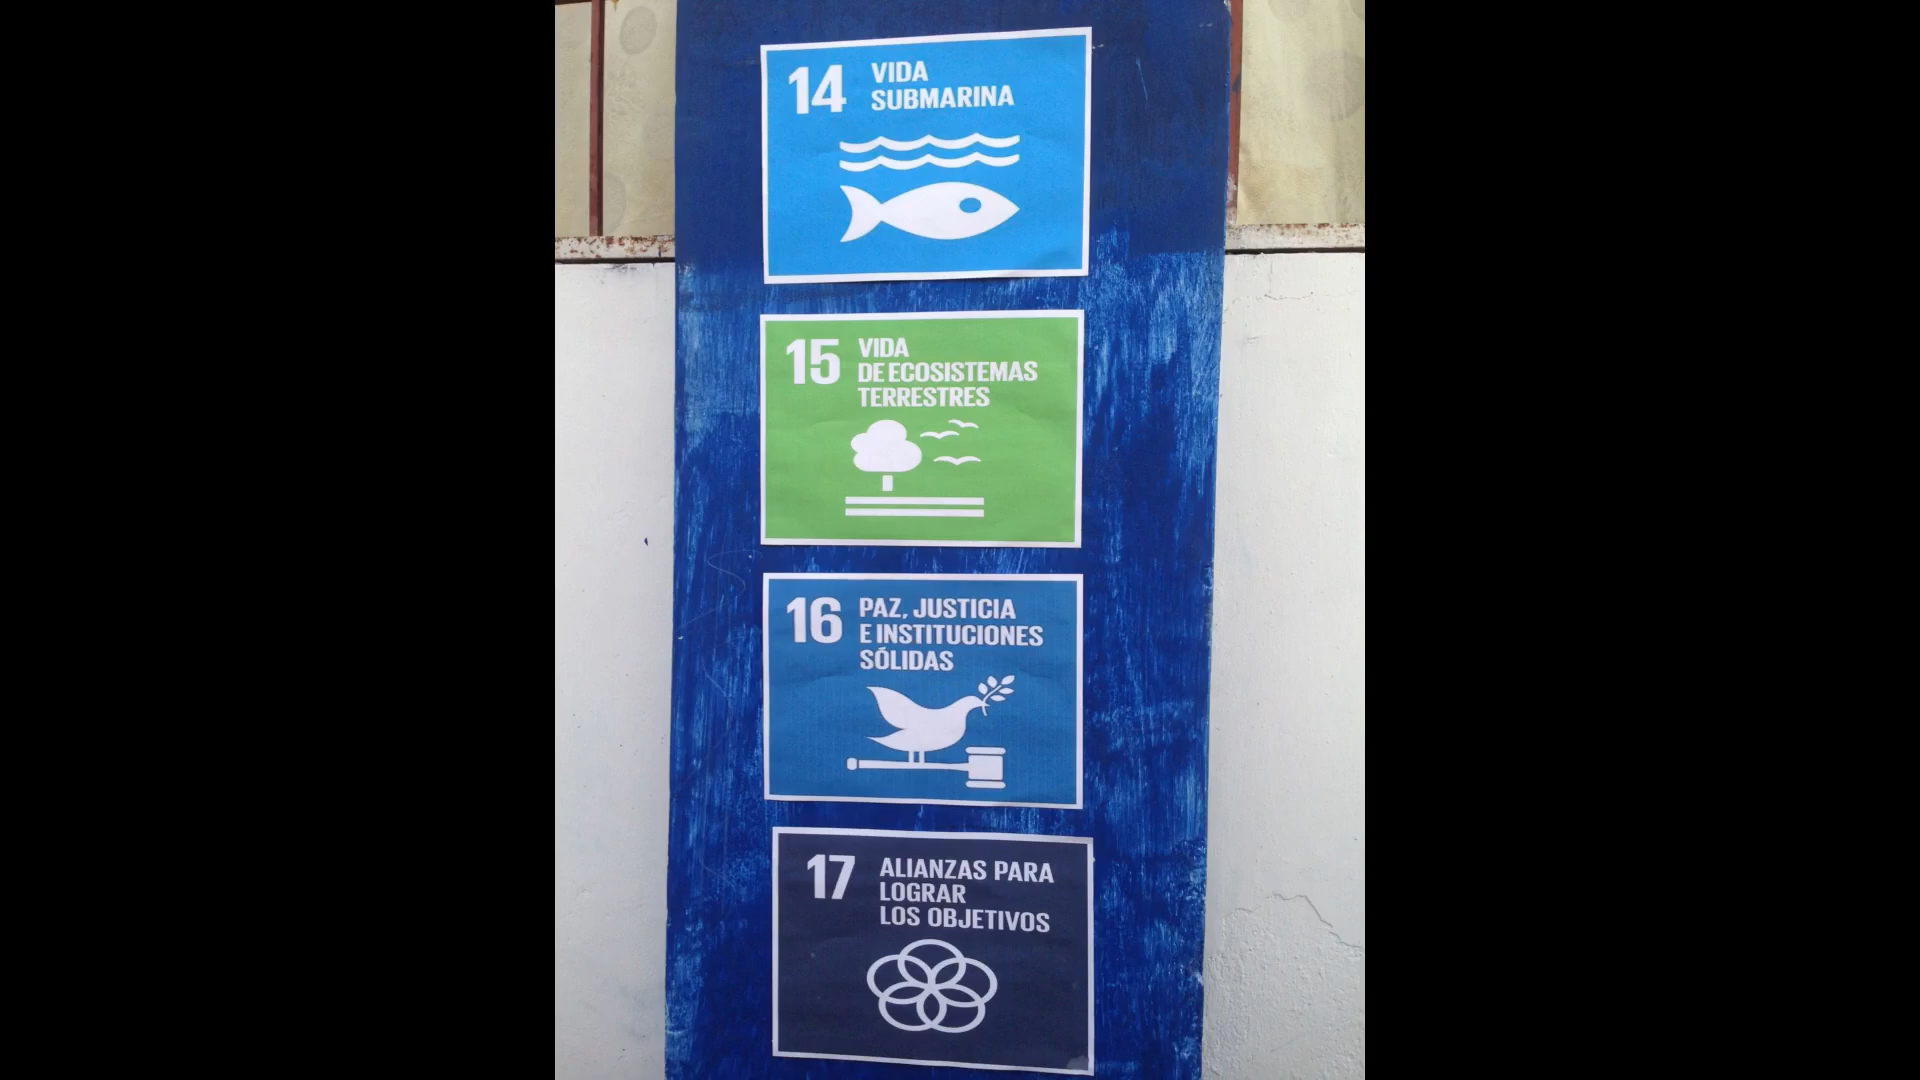 14 VIDA
SUBMARINA
15 VIDA
DE ECOSISTEMAS
TERRESTRES
16 PAZ, JUSTICIA
E INSTITUCIONES
SÓLIDAS
17 ALIANZAS PARA
LOGRAR
LOS OBJETIVOS